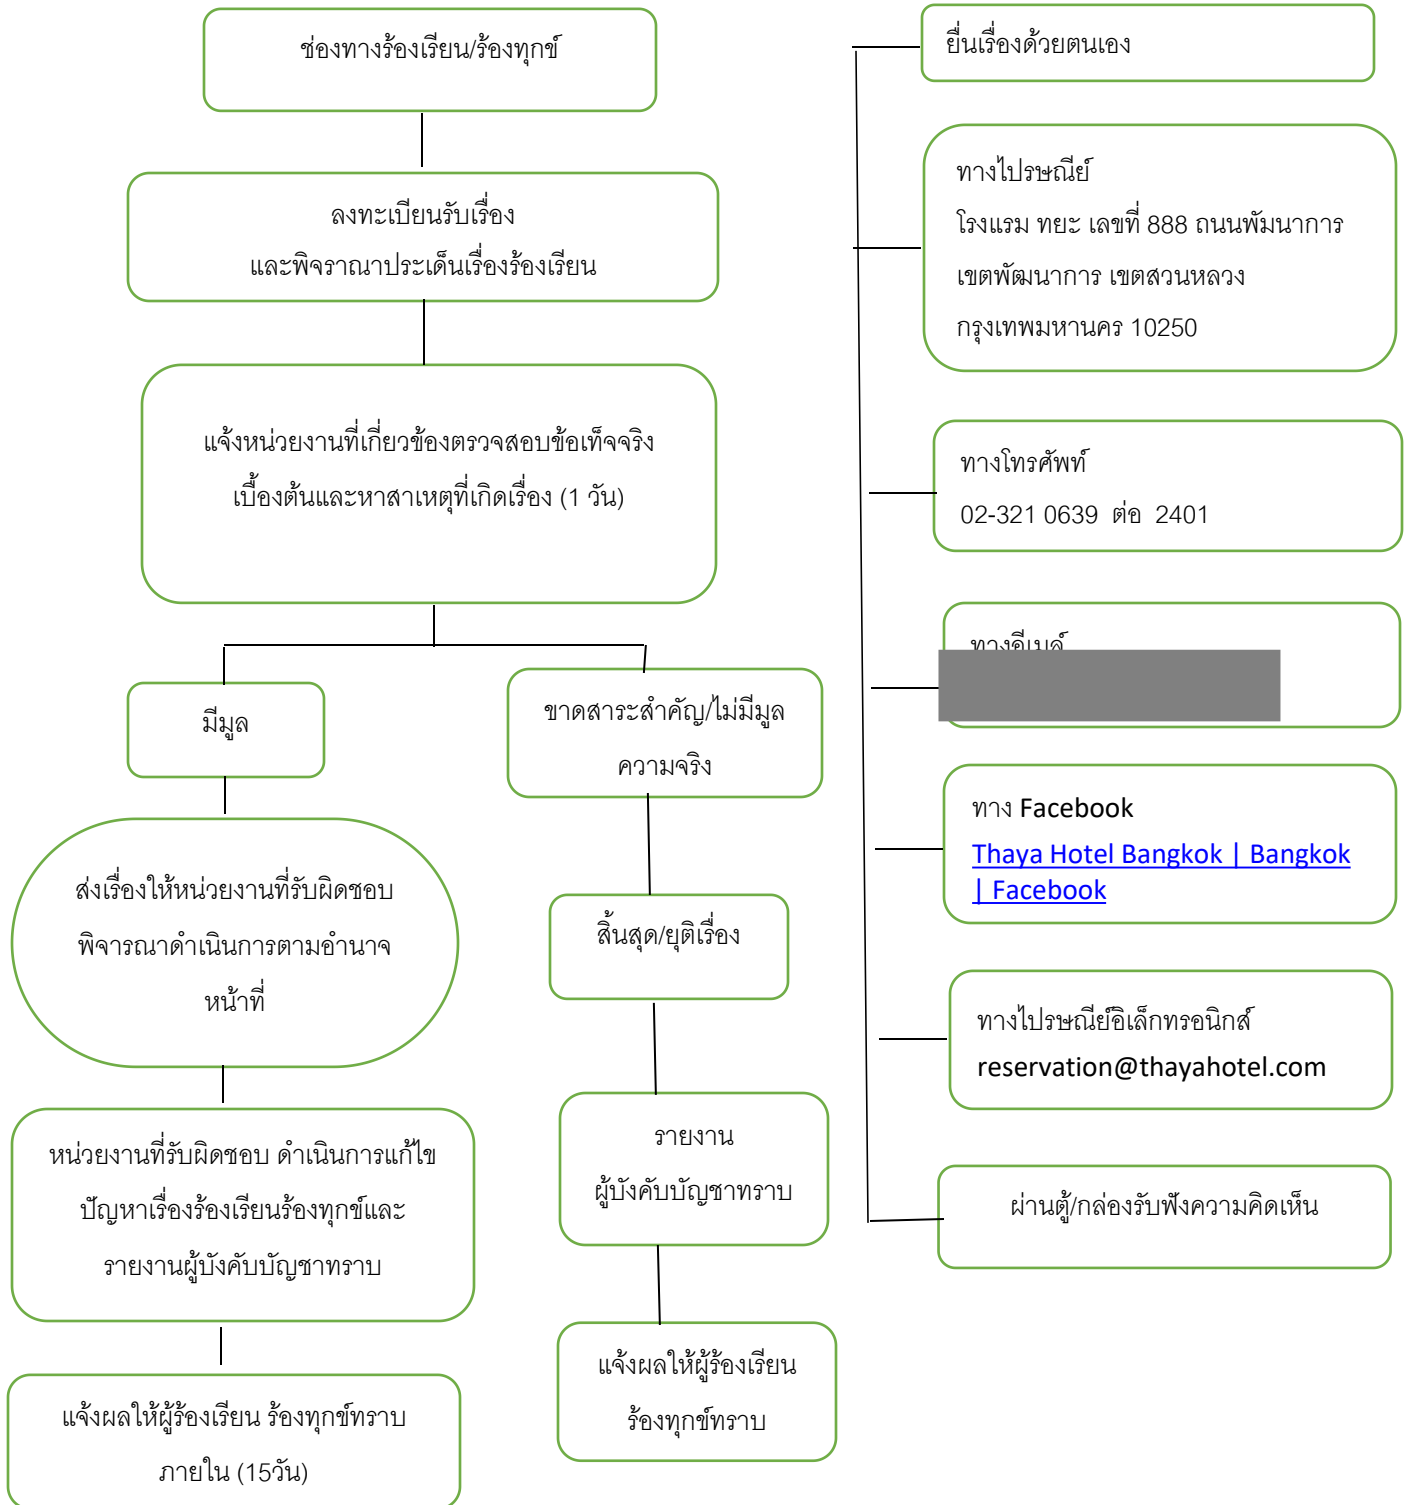 ช่องทางร้องเรียน/ร้องทุกข์
ลงทะเบียนรับเรื่อง
และพิจราณาประเด็นเรื่องร้องเรียน
แจ้งหน่วยงานที่เกี่ยวข้องตรวจสอบข้อเท็จจริง
เบื้องต้นและหาสาเหตุที่เกิดเรื่อง (1 วัน)
มีมูล
ส่งเรื่องให้หน่วยงานที่รับผิดชอบ
พิจารณาดำเนินการตามอำนาจ
หน้าที่
หน่วยงานที่รับผิดชอบ ดำเนินการแก้ไข
ปัญหาเรื่องร้องเรียนร้องทุกข์และ
รายงานผู้บังคับบัญชาทราบ
แจ้งผลให้ผู้ร้องเรียน ร้องทุกข์ทราบ
ภายใน (15วัน)
ขาดสาระสำคัญ/ไม่มีมูล
ความจริง
สิ้นสุด/ยุติเรื่อง
รายงาน
ผู้บังคับบัญชาทราบ
แจ้งผลให้ผู้ร้องเรียน
ร้องทุกข์ทราบ
ยื่นเรื่องด้วยตนเอง
ทางไปรษณีย์
โรงแรม ทยะ เลขที่ 888 ถนนพัมนาการ
เขตพัฒนาการ เขตสวนหลวง
กรุงเทพมหานคร 10250
ทางโทรศัพท์
02-321 0639 ต่อ 2401
ทางอีเมล์
ทาง Facebook
Thaya Hotel Bangkok | Bangkok
| Facebook
ทางไปรษณีย์อิเล็กทรอนิกส์
reservation@thayahotel.com
ผ่านตู้/กล่องรับฟังความคิดเห็น